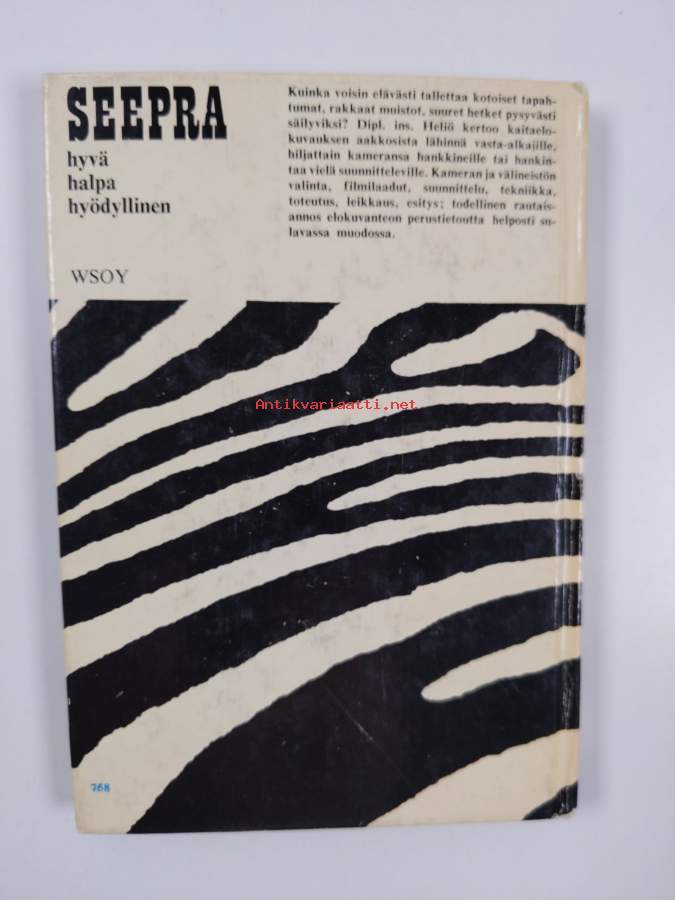 SEEPRA
hyvä
halpa
hyödyllinen
WSOY
Kuinka voisin elävästi tallettaa kotoiset tapah-
tumat, rakkaat muistot, suuret hetket pysyvästi
säilyviksi? Dipl. ins. Heliö kertoo kaitaelo-
kuvauksen aakkosista lähinnä vasta-alkajille,
hiljattain kameransa hankkineille tai hankin-
taa vielä suunnitteleville. Kameran ja välineistön
valinta, filmilaadut, suunnittelu, tekniikka,
toteutus, leikkaus, esitys; todellinen rautais-
annos elokuvanteon perustietoutta helposti su-
lavassa muodossa.
Antikvariaatti.net
768